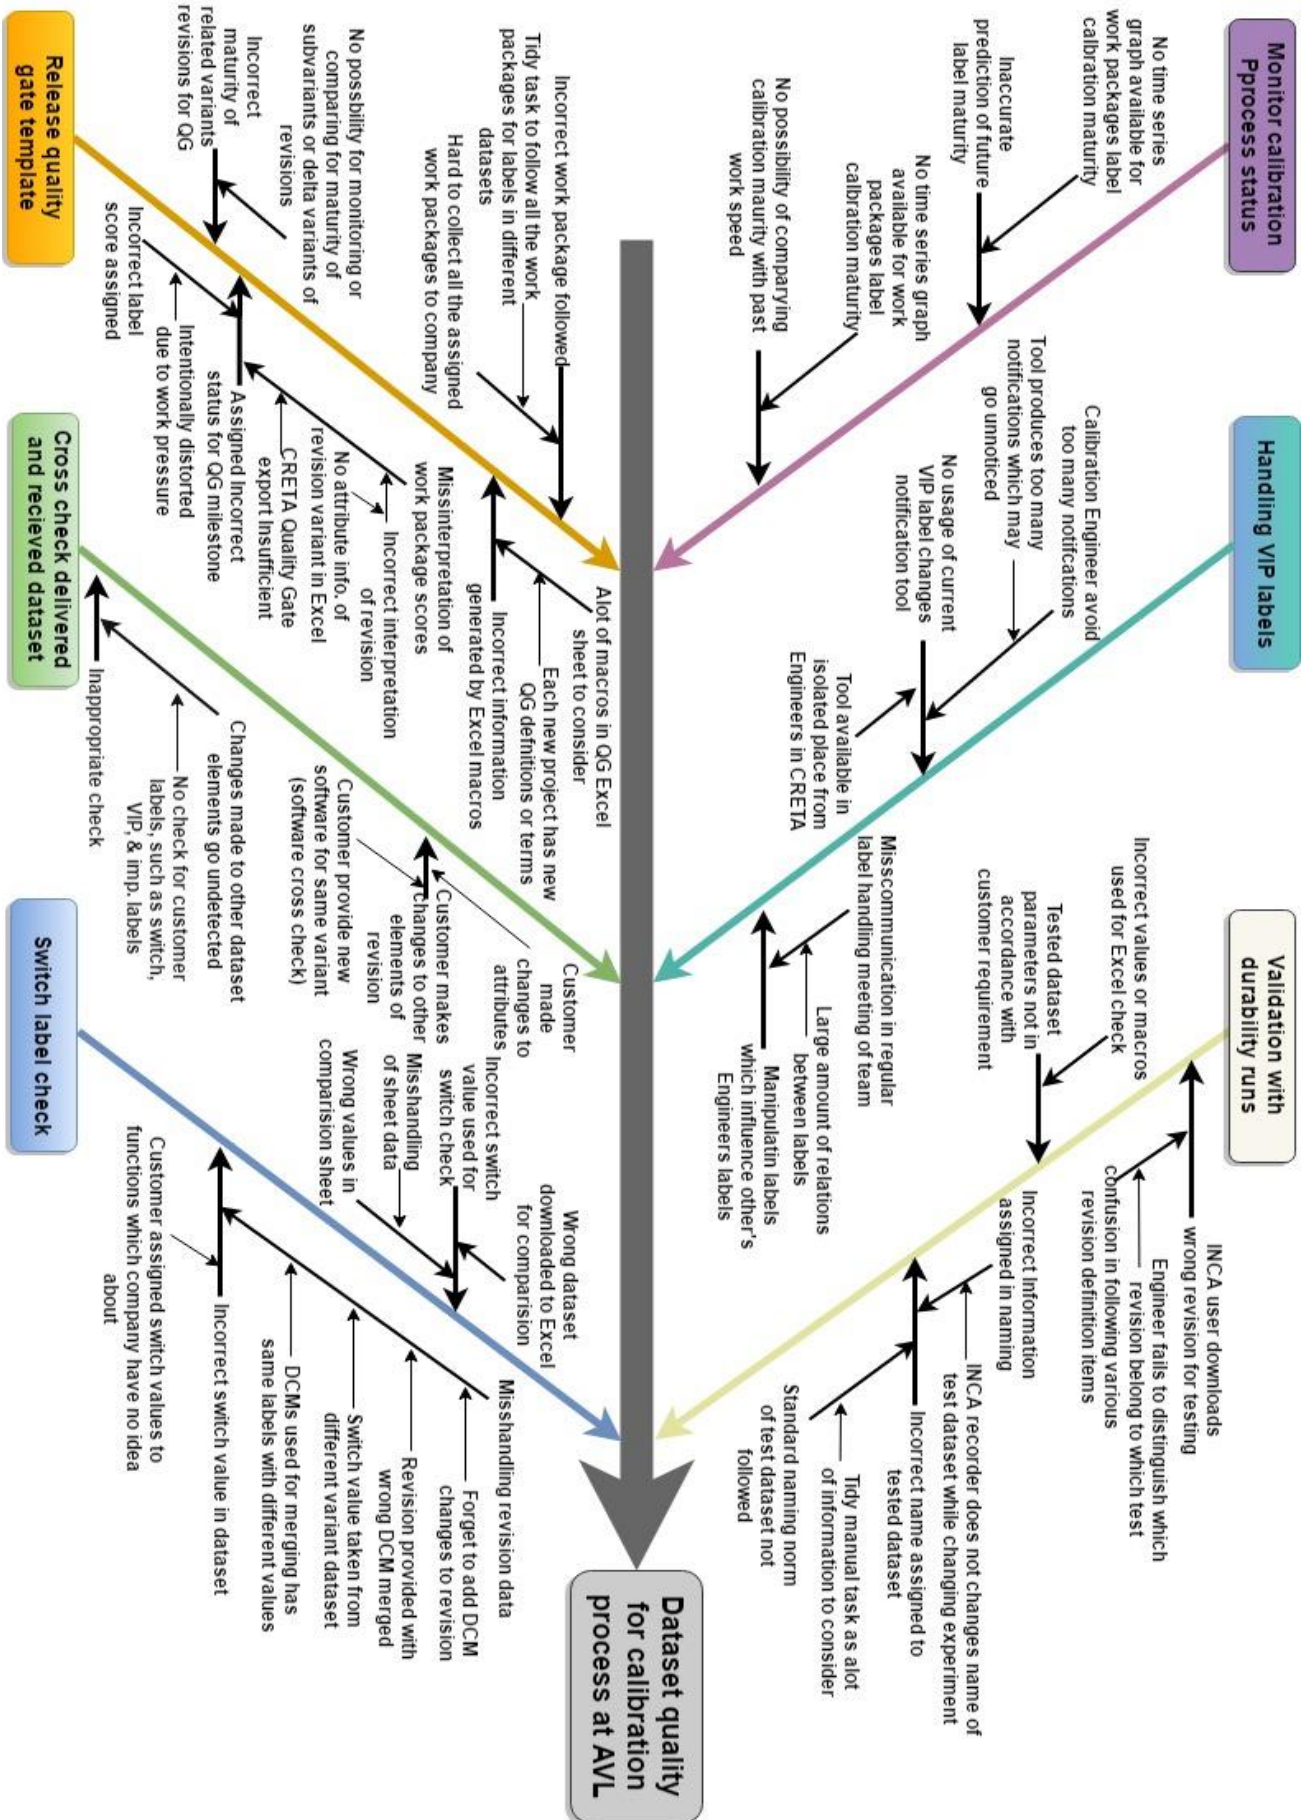 Monitor calibration
Pprocess status
No time series
graph available for
work packages label
calbration maturity
Inaccurate
prediction of future
label maturity
No time series graph
available for work
packages label
calbration maturity
No possibility of comparying
calibration maurity with past
work speed
Handling VIP labels
Calibration Engineer avoid
too many notifcations
Tool produces too many
notifications which may
go unnoticed
No usage of current
VIP label changes
notification tool
Tool available in
isolated place from
Engineers in CRETA
Misscommunication in regular
label handling meeting of team
Large amount of relations
between labels
Manipulatin labels
which influence other's
Engineers labels
Validation with
durability runs
INCA user downloads
wrong revision for testing
Engineer fails to distinguish which
revision belong to which test
confusion in following various
revision definition items
Incorrect values or macros
used for Excel check
Tested dataset
parameters not in
accordance with
customer requirement
Incorrect Information
assigned in naming
INCA recorder does not changes name of
test dataset while changing experiment
Incorrect name assigned to
tested dataset
Tidy manual task as alot
of information to consider
Standard naming norm
of test dataset not
followed
Dataset quality
for calibration
process at AVL
Incorrect work package followed
Tidy task to follow all the work
packages for labels in different
datasets
Hard to collect all the assigned
work packages to company
No possbility for monitoring or
comparing for maturity of
subvariants or delta variants of
revisions
Incorrect
maturity of
related variants
revisions for QG
Alot of macros in QG Excel
sheet to consider
Each new project has new
QG defnitions or terms
Incorrect information
generated by Excel macros
Missinterpretation of
work package scores
Incorrect interpretation
of revision
No attribute info. of
revision variant in Excel
CRETA Quality Gate
export Insufficient
Assigned Incorrect
status for QG milestone
Intentionally distorted
due to work pressure
Incorrect label
score assigned
Release quality
gate template
Customer
made
changes to
attributes
Customer makes
changes to other
elements of
revision
Customer provide new
software for same variant
(software cross check)
Changes made to other dataset
elements go undetected
No check for customer
labels, such as switch,
VIP, & imp. labels
Inappropriate check
Cross check delivered
and recieved dataset
Wrong dataset
downloaded to Excel
for comparision
Incorrect switch
value used for
switch check
Misshandling
of sheet data
Wrong values in
comparision sheet
Misshandling revision data
Forget to add DCM
changes to revision
Revision provided with
wrong DCM merged
Switch value taken from
different variant dataset
DCMs used for merging has
same labels with different values
Incorrect switch value in dataset
Customer assigned switch values to
functions which company have no idea
about
Switch label check